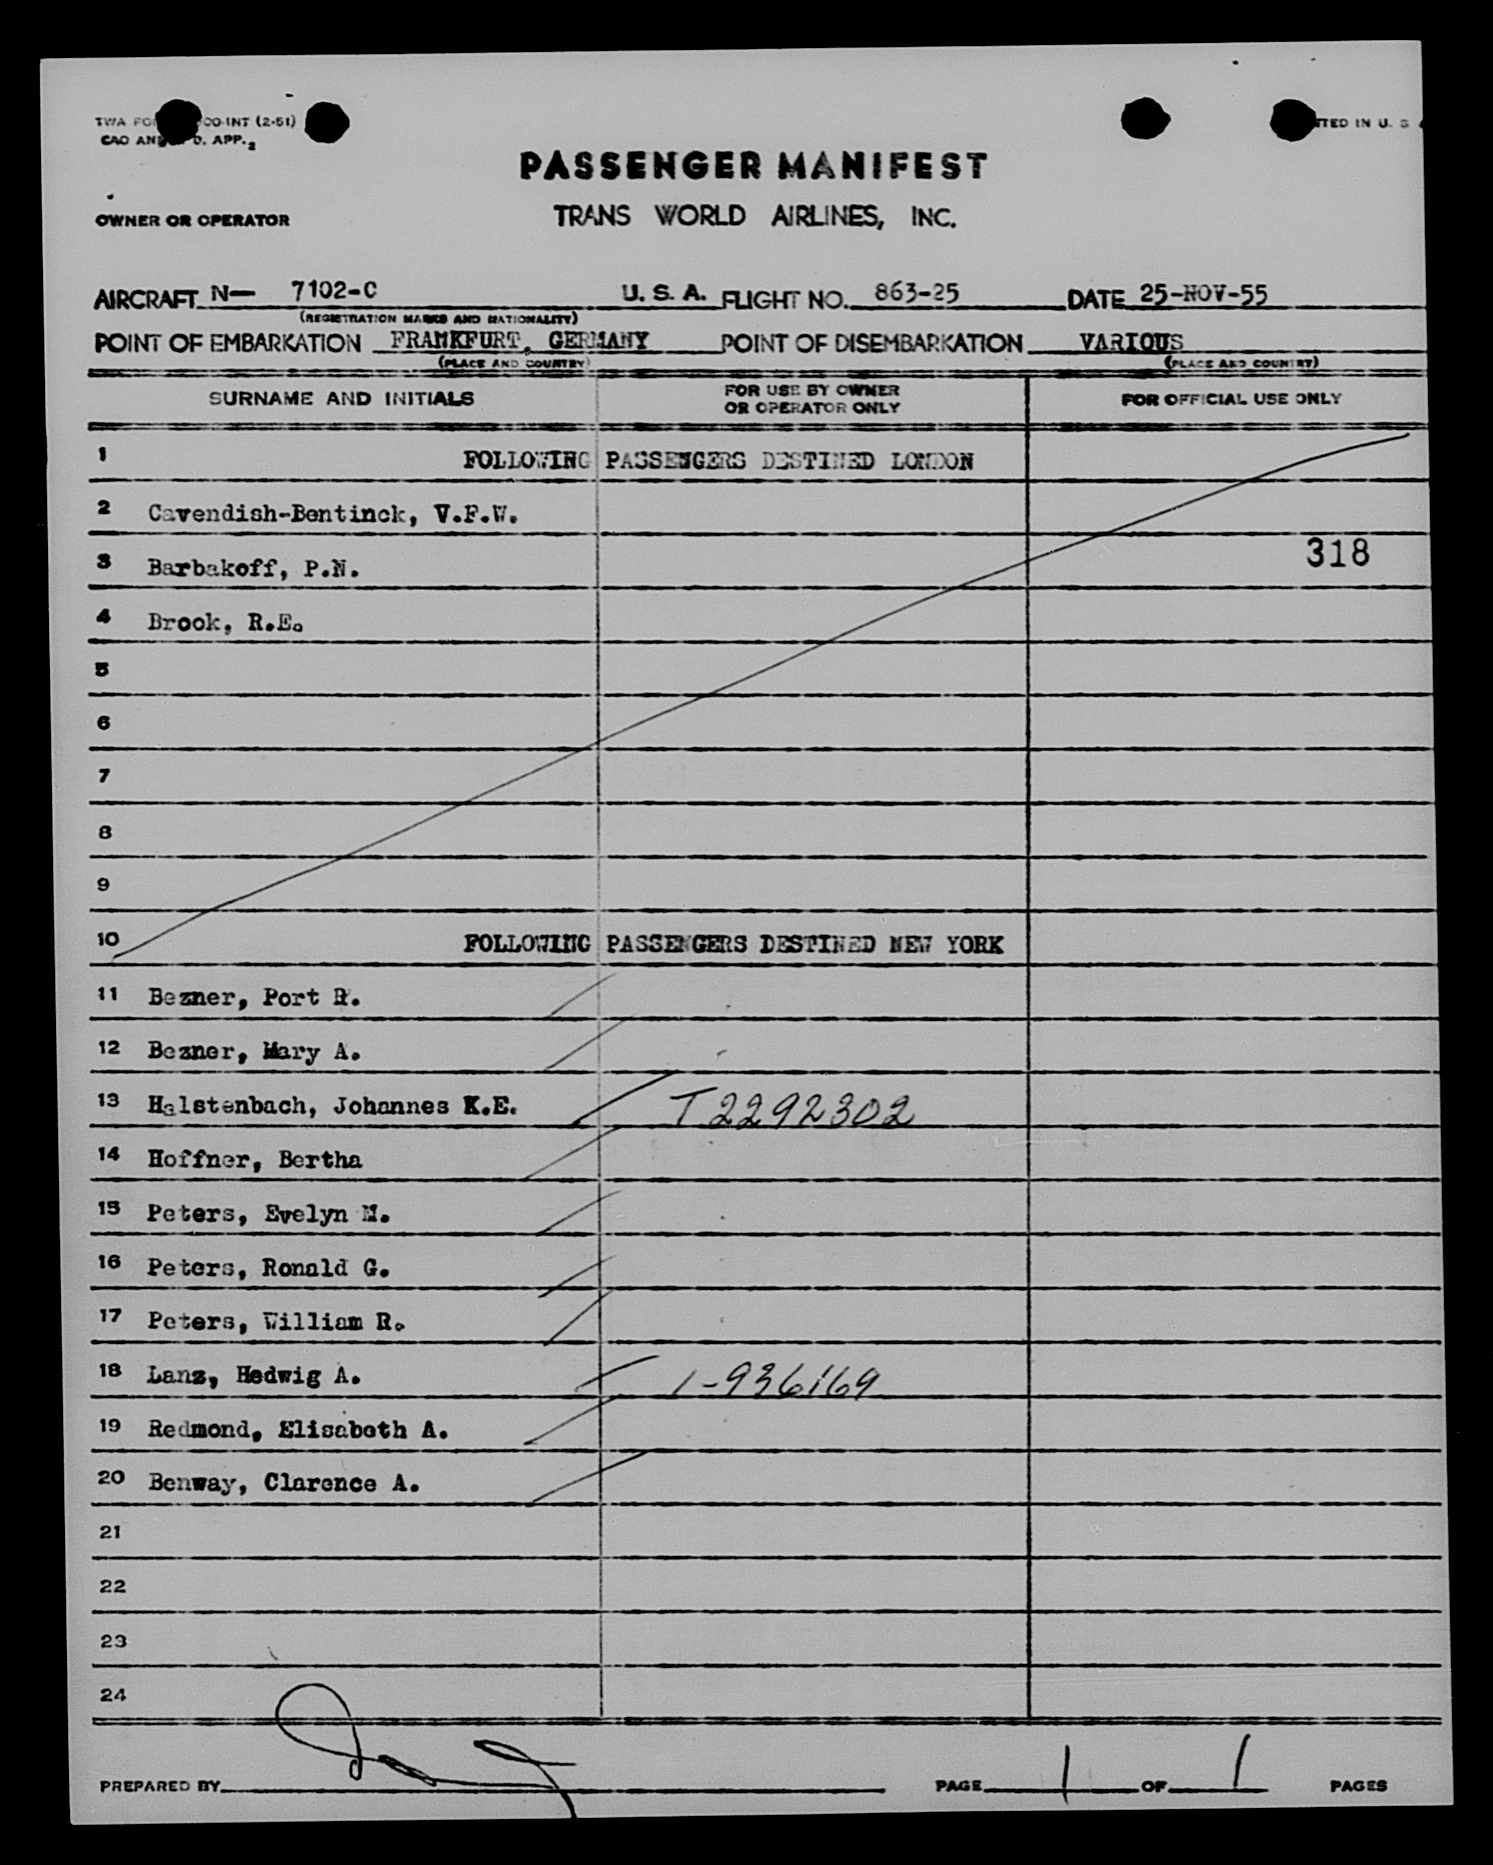 TWA FO CO-INT (2-51)
CAO AN D. APP. 2
TED IN U. S
PASSENGER MANIFEST
OWNER OR OPERATOR TRANS WORLD AIRLINES, INC.
AIRCRAFT N— 7102-C U. S. A. FLIGHT NO. 863-25 DATE 25-NOV-55
(REGISTRATION MARKS AND NATIONALITY)
POINT OF EMBARKATION FRANKFURT, GERMANY POINT OF DISEMBARKATION VARIOUS
(PLACE AND COUNTRY) (PLACE AND COUNTRY)
SURNAME AND INITIALS FOR USE BY OWNER OR OPERATOR ONLY FOR OFFICIAL USE ONLY
1 FOLLOWING PASSENGERS DESTINED LONDON
2 Cavendish-Bentinck, V.F.W.
318
3 Barbakoff, P.N.
4 Brook, R.E.
5
6
7
8
9
10 FOLLOWING PASSENGERS DESTINED NEW YORK
11 Bezner, Port R.
12 Bezner, Mary A.
13 Halstenbach, Johannes K.E. T2292302
14 Hoffner, Bertha
15 Peters, Evelyn M.
16 Peters, Ronald G.
17 Peters, William R.
18 Lanz, Hedwig A. 1-936169
19 Redmond, Elisabeth A.
20 Benway, Clarence A.
21
22
23
24
PREPARED BY PAGE 1 OF 1 PAGES